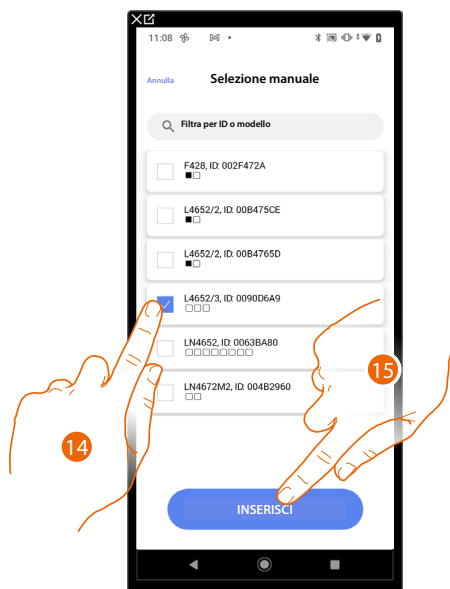 11:08
Annulla
Selezione manuale
Filtra per ID o modello
F428, ID: 002F472A
L4652/2, ID: 00B475CE
L4652/2, ID: 00B4765D
L4652/3, ID: 0090D6A9
LN4652, ID: 0063BA80
LN4672M2, ID: 004B2960
15
14
INSERISCI